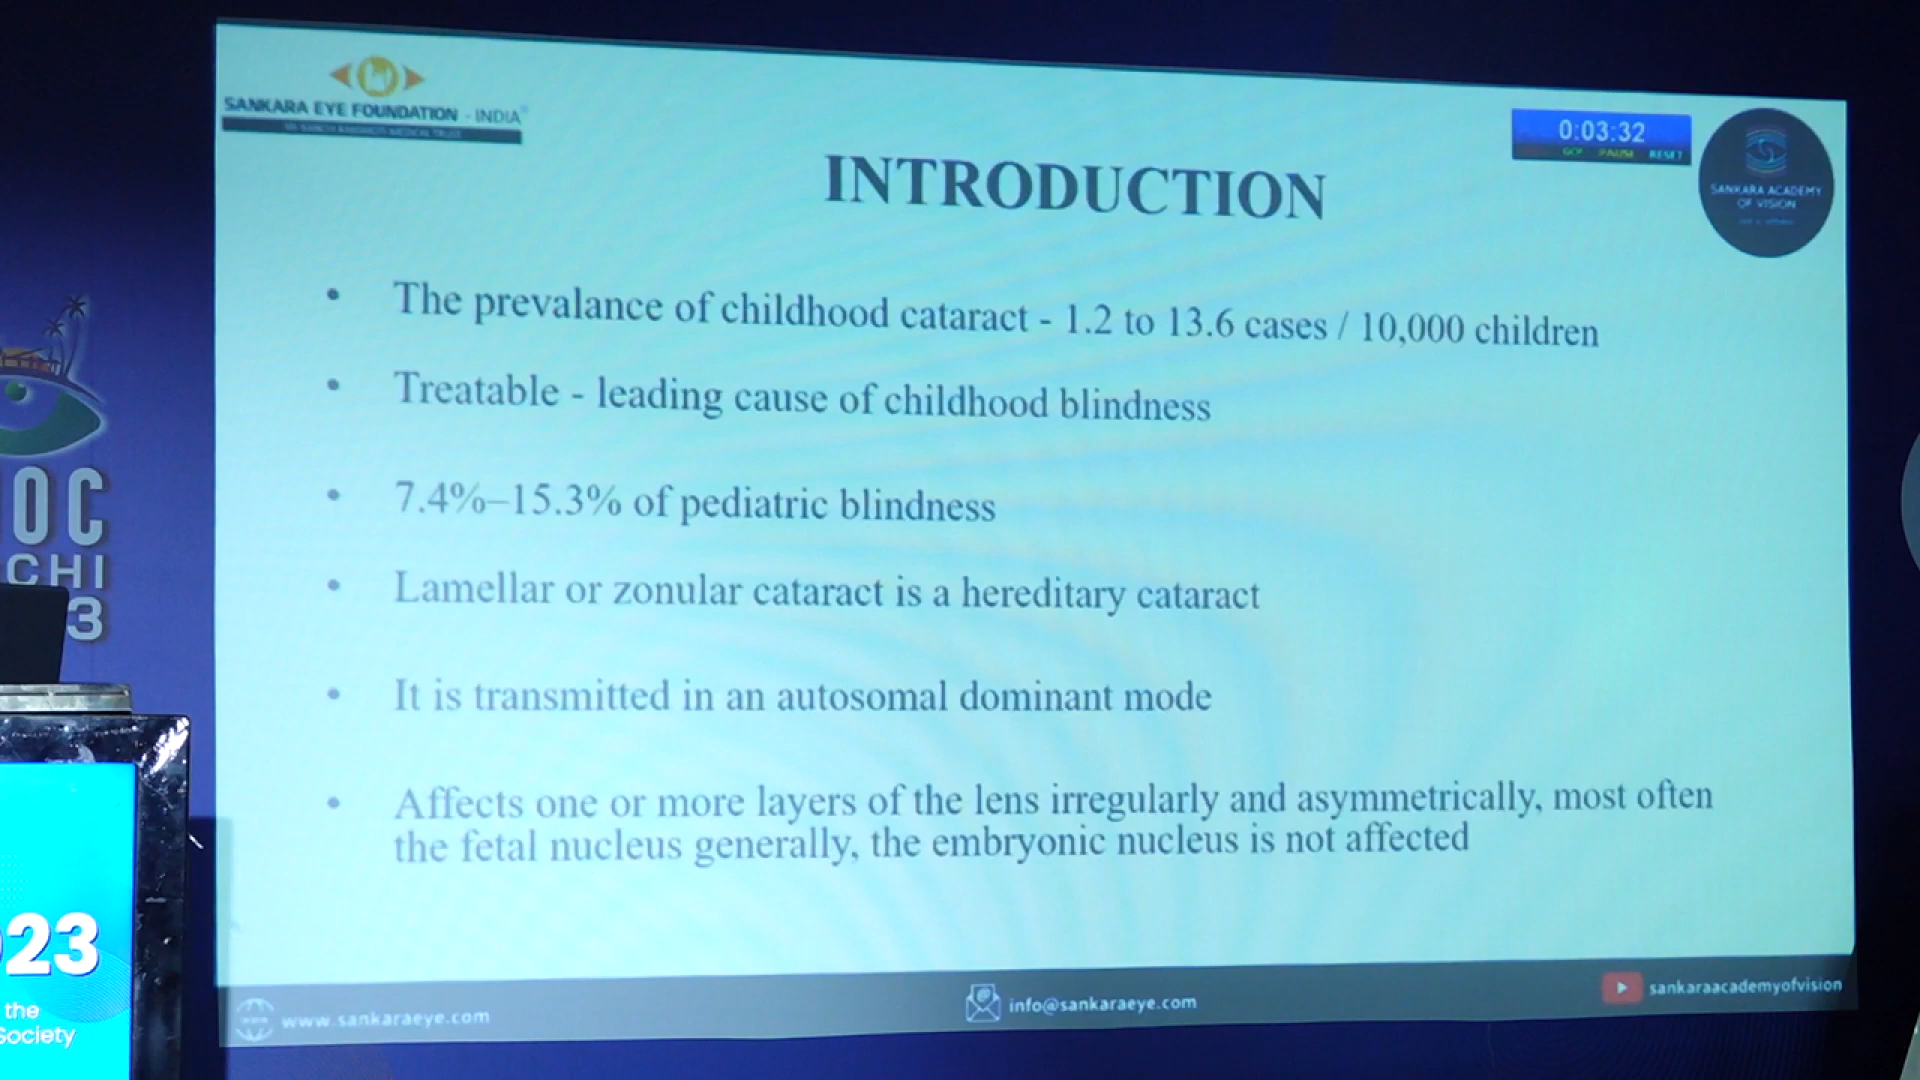 SANKARA EYE FOUNDATION - INDIA
0:03:32
PAUSE RESET
SANKARA ACADEMY
OF VISION
INTRODUCTION
• The prevalance of childhood cataract - 1.2 to 13.6 cases / 10,000 children
• Treatable - leading cause of childhood blindness
• 7.4%–15.3% of pediatric blindness
• Lamellar or zonular cataract is a hereditary cataract
• It is transmitted in an autosomal dominant mode
• Affects one or more layers of the lens irregularly and asymmetrically, most often
the fetal nucleus generally, the embryonic nucleus is not affected
www.sankaraeye.com
info@sankaraeye.com
sankaraacademyofvision
OC
CHI
3
23
the
Society